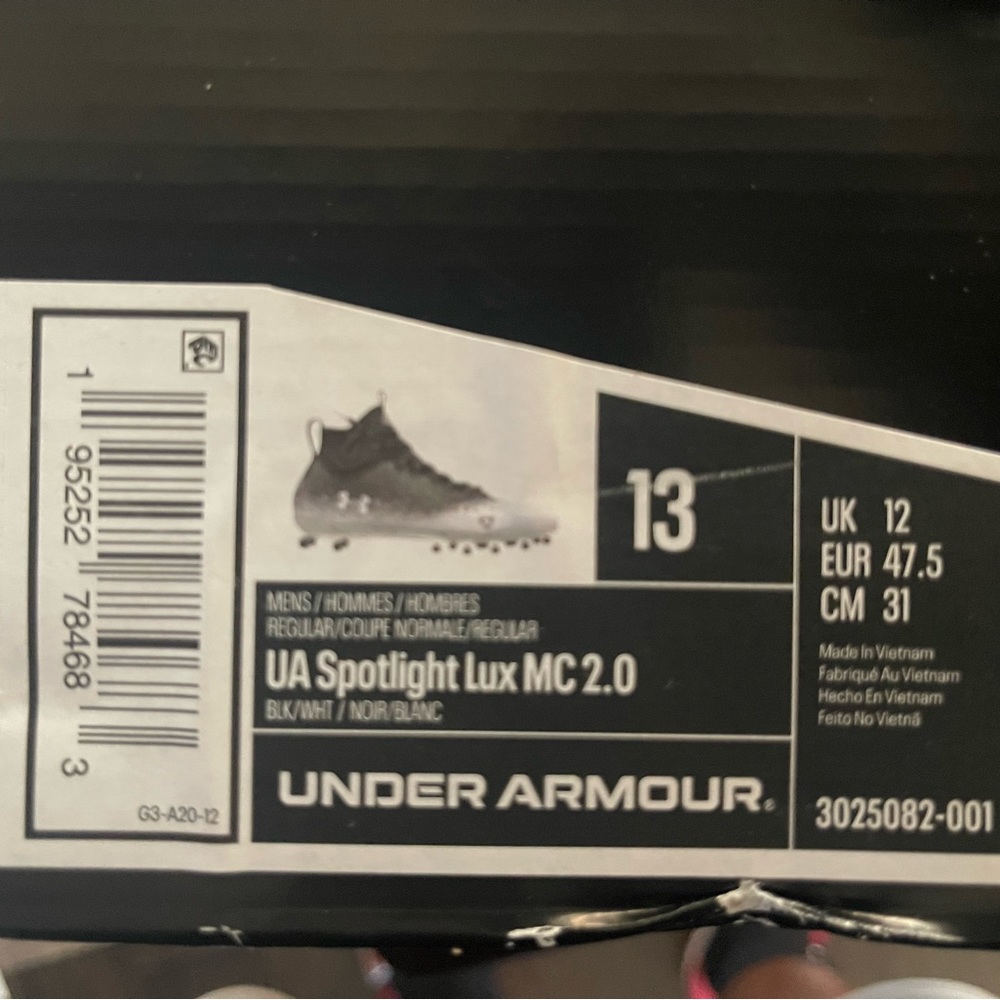 1 95252 78468 3
G3-A20-12
13
MENS / HOMMES / HOMBRES
REGULAR/COUPE NORMALE/REGULAR
UA Spotlight Lux MC 2.0
BLK/WHT / NOIR/BLANC
UNDER ARMOUR®
UK 12
EUR 47.5
CM 31
Made In Vietnam
Fabriqué Au Vietnam
Hecho En Vietnam
Feito No Vietnã
3025082-001